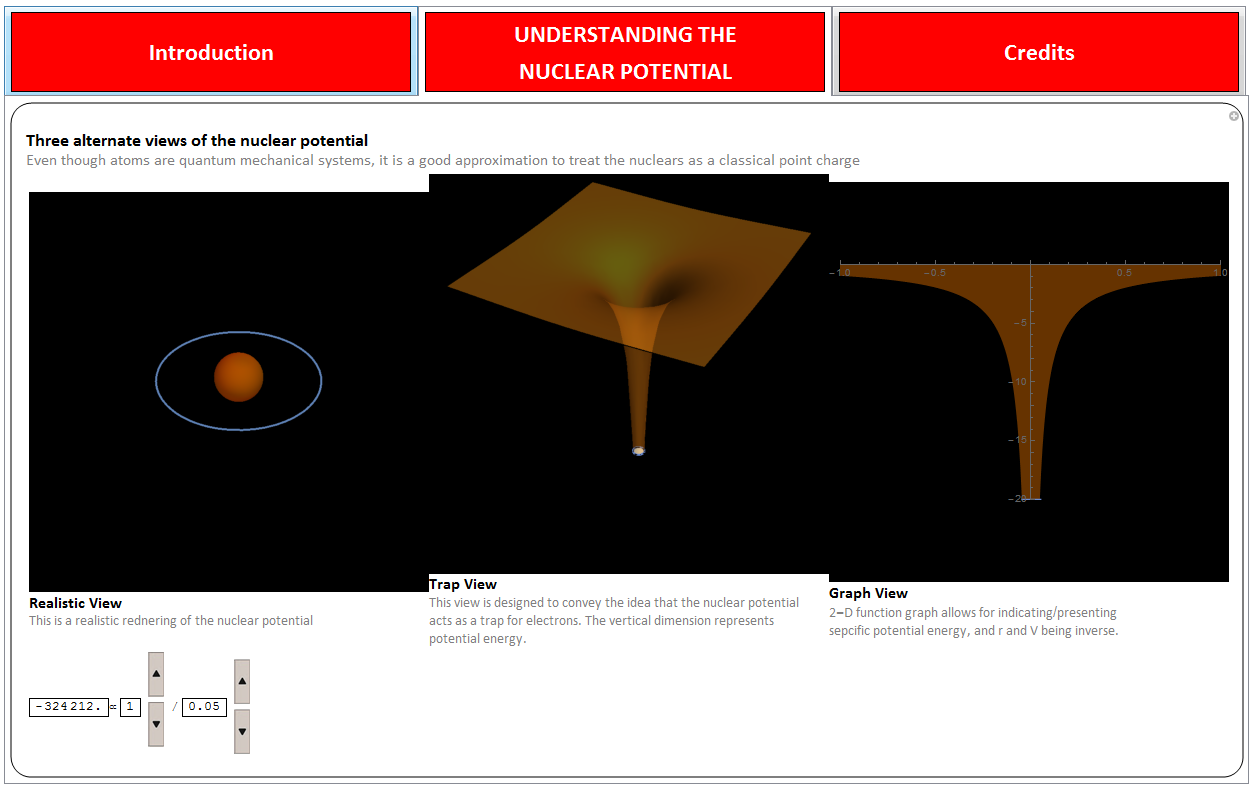 Introduction
UNDERSTANDING THE
NUCLEAR POTENTIAL
Credits
Three alternate views of the nuclear potential
Even though atoms are quantum mechanical systems, it is a good approximation to treat the nuclears as a classical point charge
-1.0 -0.5 0.5 1.0
-5
-10
-15
-20
Realistic View
This is a realistic rednering of the nuclear potential
Trap View
This view is designed to convey the idea that the nuclear potential
acts as a trap for electrons. The vertical dimension represents
potential energy.
Graph View
2-D function graph allows for indicating/presenting
sepcific potential energy, and r and V being inverse.
-324212. ∝ 1 / 0.05